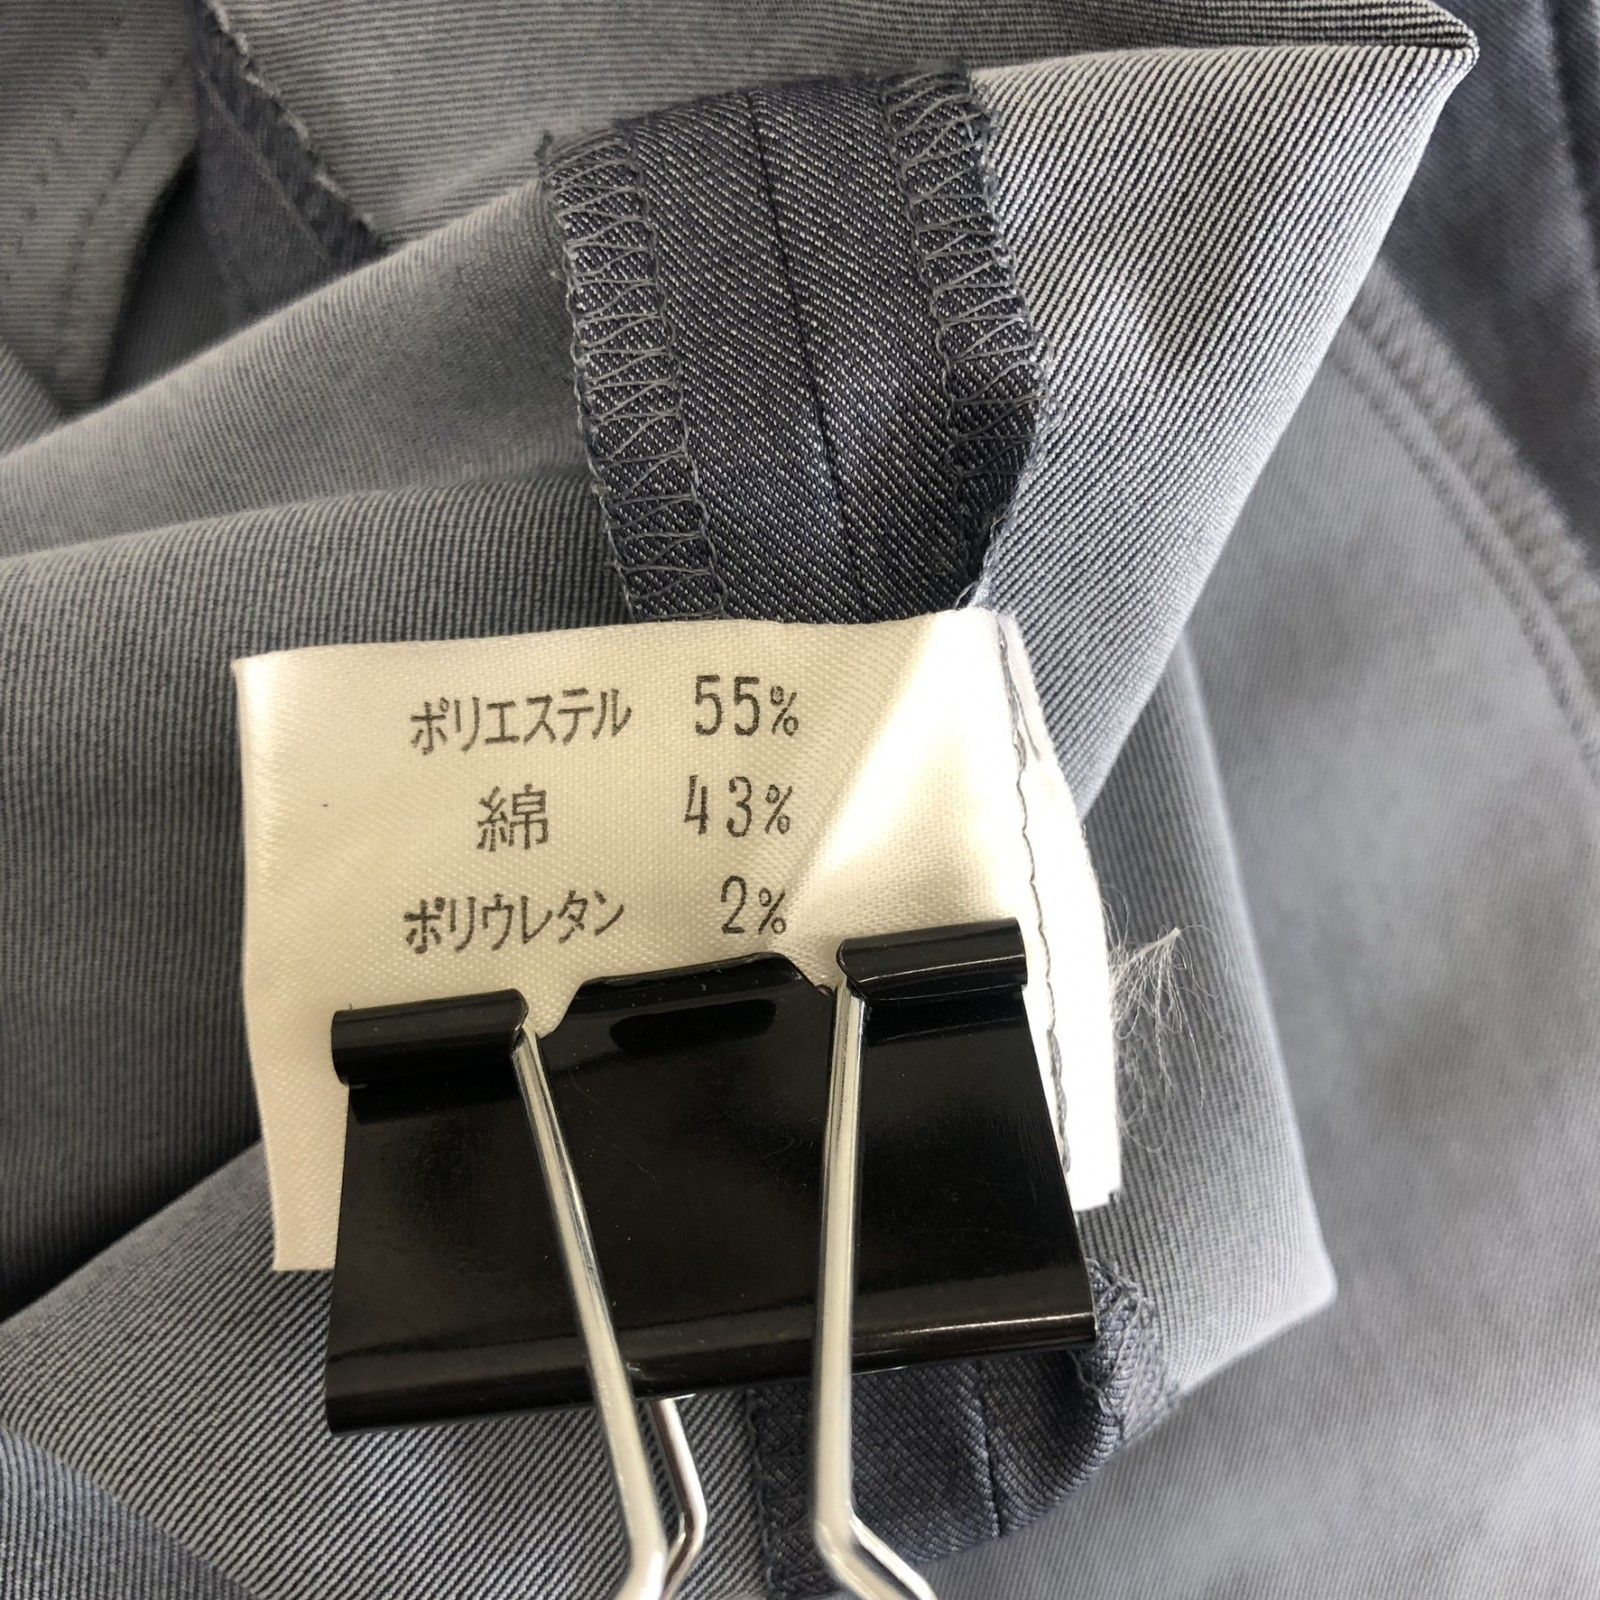 ポリエステル 55%
綿 43%
ポリウレタン 2%